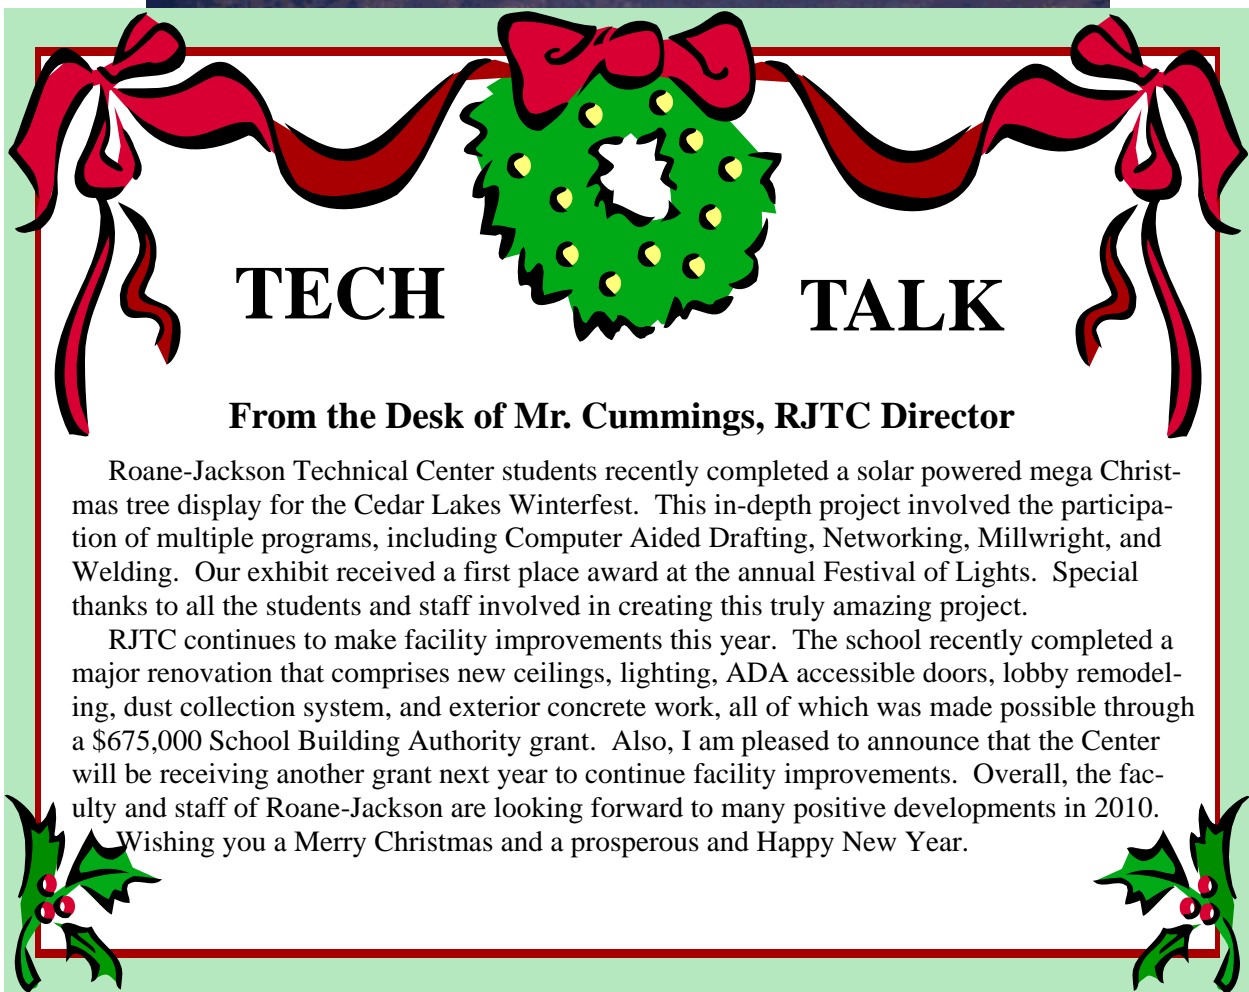 TECH TALK
From the Desk of Mr. Cummings, RJTC Director
Roane-Jackson Technical Center students recently completed a solar powered mega Christ-
mas tree display for the Cedar Lakes Winterfest.  This in-depth project involved the participa-
tion of multiple programs, including Computer Aided Drafting, Networking, Millwright, and
Welding.  Our exhibit received a first place award at the annual Festival of Lights.  Special
thanks to all the students and staff involved in creating this truly amazing project.
RJTC continues to make facility improvements this year.  The school recently completed a
major renovation that comprises new ceilings, lighting, ADA accessible doors, lobby remodel-
ing, dust collection system, and exterior concrete work, all of which was made possible through
a $675,000 School Building Authority grant.  Also, I am pleased to announce that the Center
will be receiving another grant next year to continue facility improvements.  Overall, the fac-
ulty and staff of Roane-Jackson are looking forward to many positive developments in 2010.
Wishing you a Merry Christmas and a prosperous and Happy New Year.